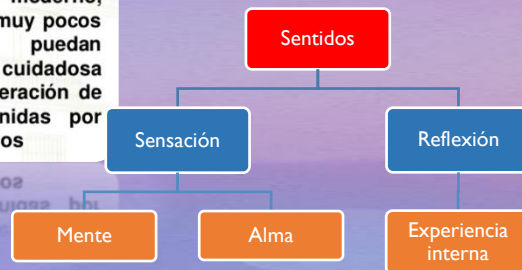 moderno,
muy pocos
puedan
cuidadosa
eración de
nidas por
os
Sentidos
Sensación
Reflexión
Mente
Alma
Experiencia
interna